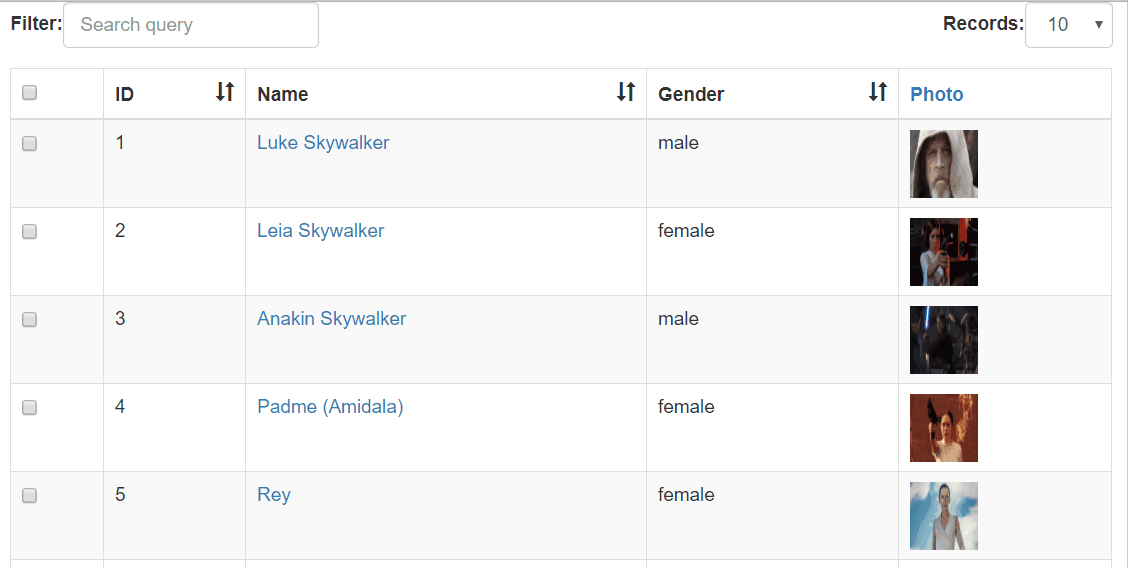 Filter: Search query Records: 10
ID Name Gender Photo
1 Luke Skywalker male
2 Leia Skywalker female
3 Anakin Skywalker male
4 Padme (Amidala) female
5 Rey female